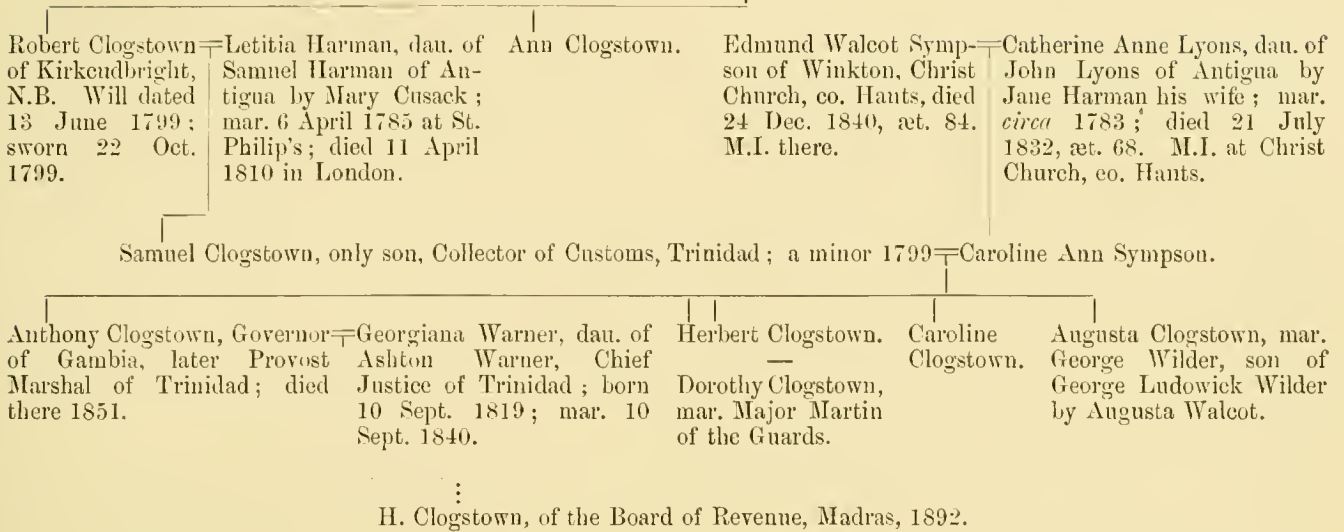 Robert Clogstown=
of Kirkcudbright,
N.B. Will dated
13 June 1799;
sworn 22 Oct.
1799.
Letitia Harman, dau. of
Samuel Harman of An-
tigua by Mary Cusack;
mar. 6 April 1785 at St.
Philip's; died 11 April
1810 in London.
Ann Clogstown.
Edmund Walcot Symp-=
son of Winkton, Christ
Church, co. Hants, died
24 Dec. 1840, æt. 84.
M.I. there.
Catherine Anne Lyons, dau. of
John Lyons of Antigua by
Jane Harman his wife; mar.
circa 1783; died 21 July
1832, æt. 68. M.I. at Christ
Church, co. Hants.
Samuel Clogstown, only son, Collector of Customs, Trinidad; a minor 1799=Caroline Ann Sympson.
Anthony Clogstown, Governor=
of Gambia, later Provost
Marshal of Trinidad; died
there 1851.
Georgiana Warner, dau. of
Ashton Warner, Chief
Justice of Trinidad; born
10 Sept. 1819; mar. 10
Sept. 1840.
Herbert Clogstown.
—
Dorothy Clogstown,
mar. Major Martin
of the Guards.
Caroline
Clogstown.
Augusta Clogstown, mar.
George Wilder, son of
George Ludowick Wilder
by Augusta Walcot.
H. Clogstown, of the Board of Revenue, Madras, 1892.